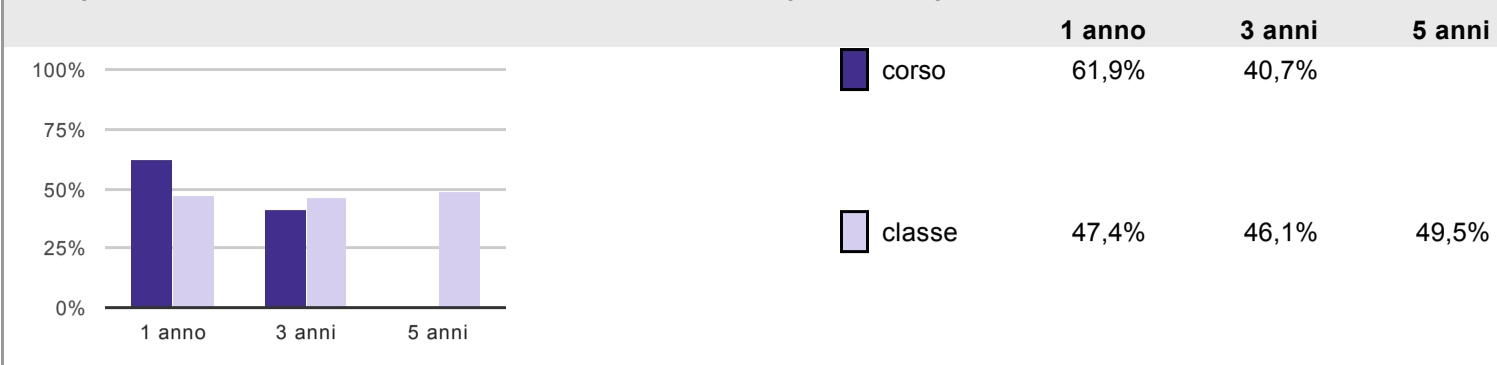 1 anno 3 anni 5 anni
100%
75%
50%
25%
0%
1 anno 3 anni 5 anni
corso 61,9% 40,7%
classe 47,4% 46,1% 49,5%